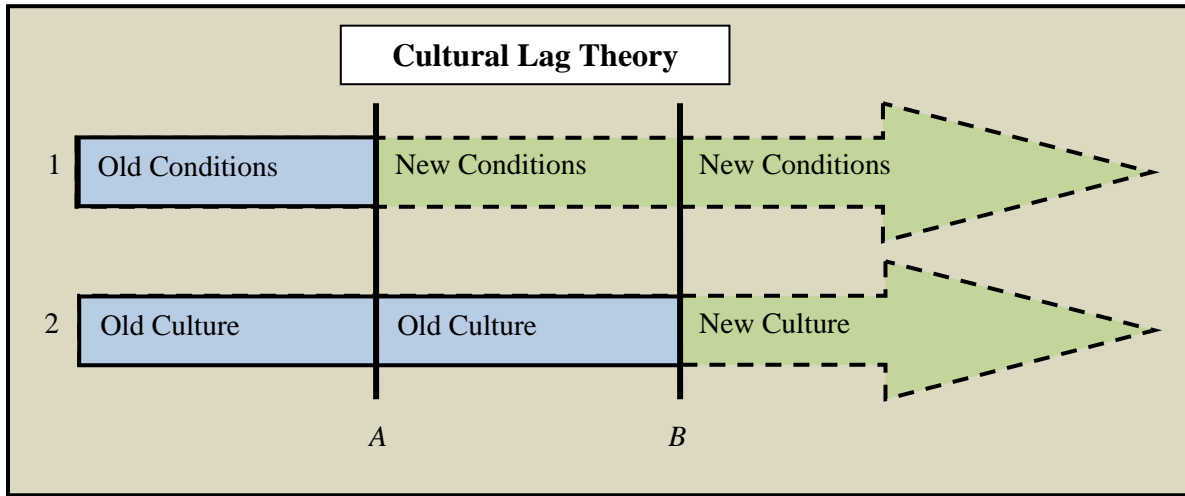 Cultural Lag Theory
1 Old Conditions New Conditions New Conditions
2 Old Culture Old Culture New Culture
A B